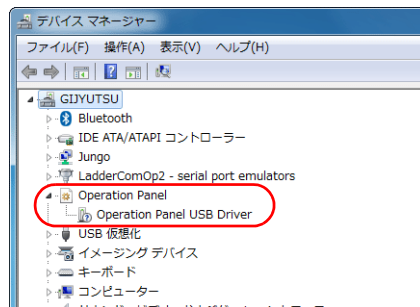 デバイス マネージャー
ファイル(F) 操作(A) 表示(V) ヘルプ(H)
GIJYUTSU
Bluetooth
IDE ATA/ATAPI コントローラー
Jungo
LadderComOp2 - serial port emulators
Operation Panel
Operation Panel USB Driver
USB 仮想化
イメージング デバイス
キーボード
コンピューター